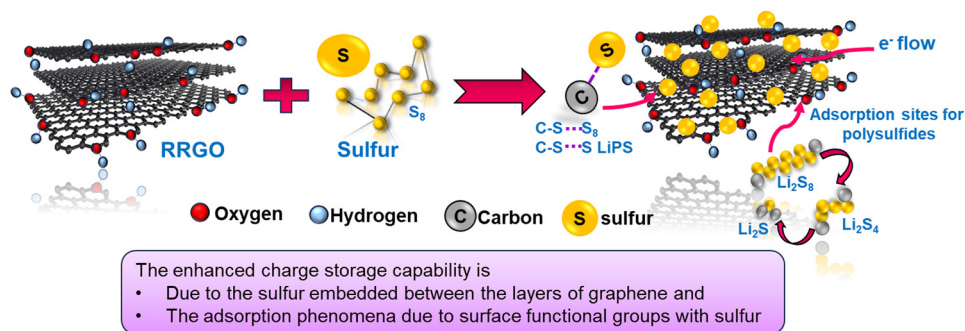 RRGO
S
S₈
Sulfur
S
C
C-S┅S₈
C-S┅S LiPS
e⁻ flow
Adsorption sites for
polysulfides
Li₂S₈
Li₂S
Li₂S₄
Oxygen
Hydrogen
C
Carbon
S
sulfur
The enhanced charge storage capability is
• Due to the sulfur embedded between the layers of graphene and
• The adsorption phenomena due to surface functional groups with sulfur